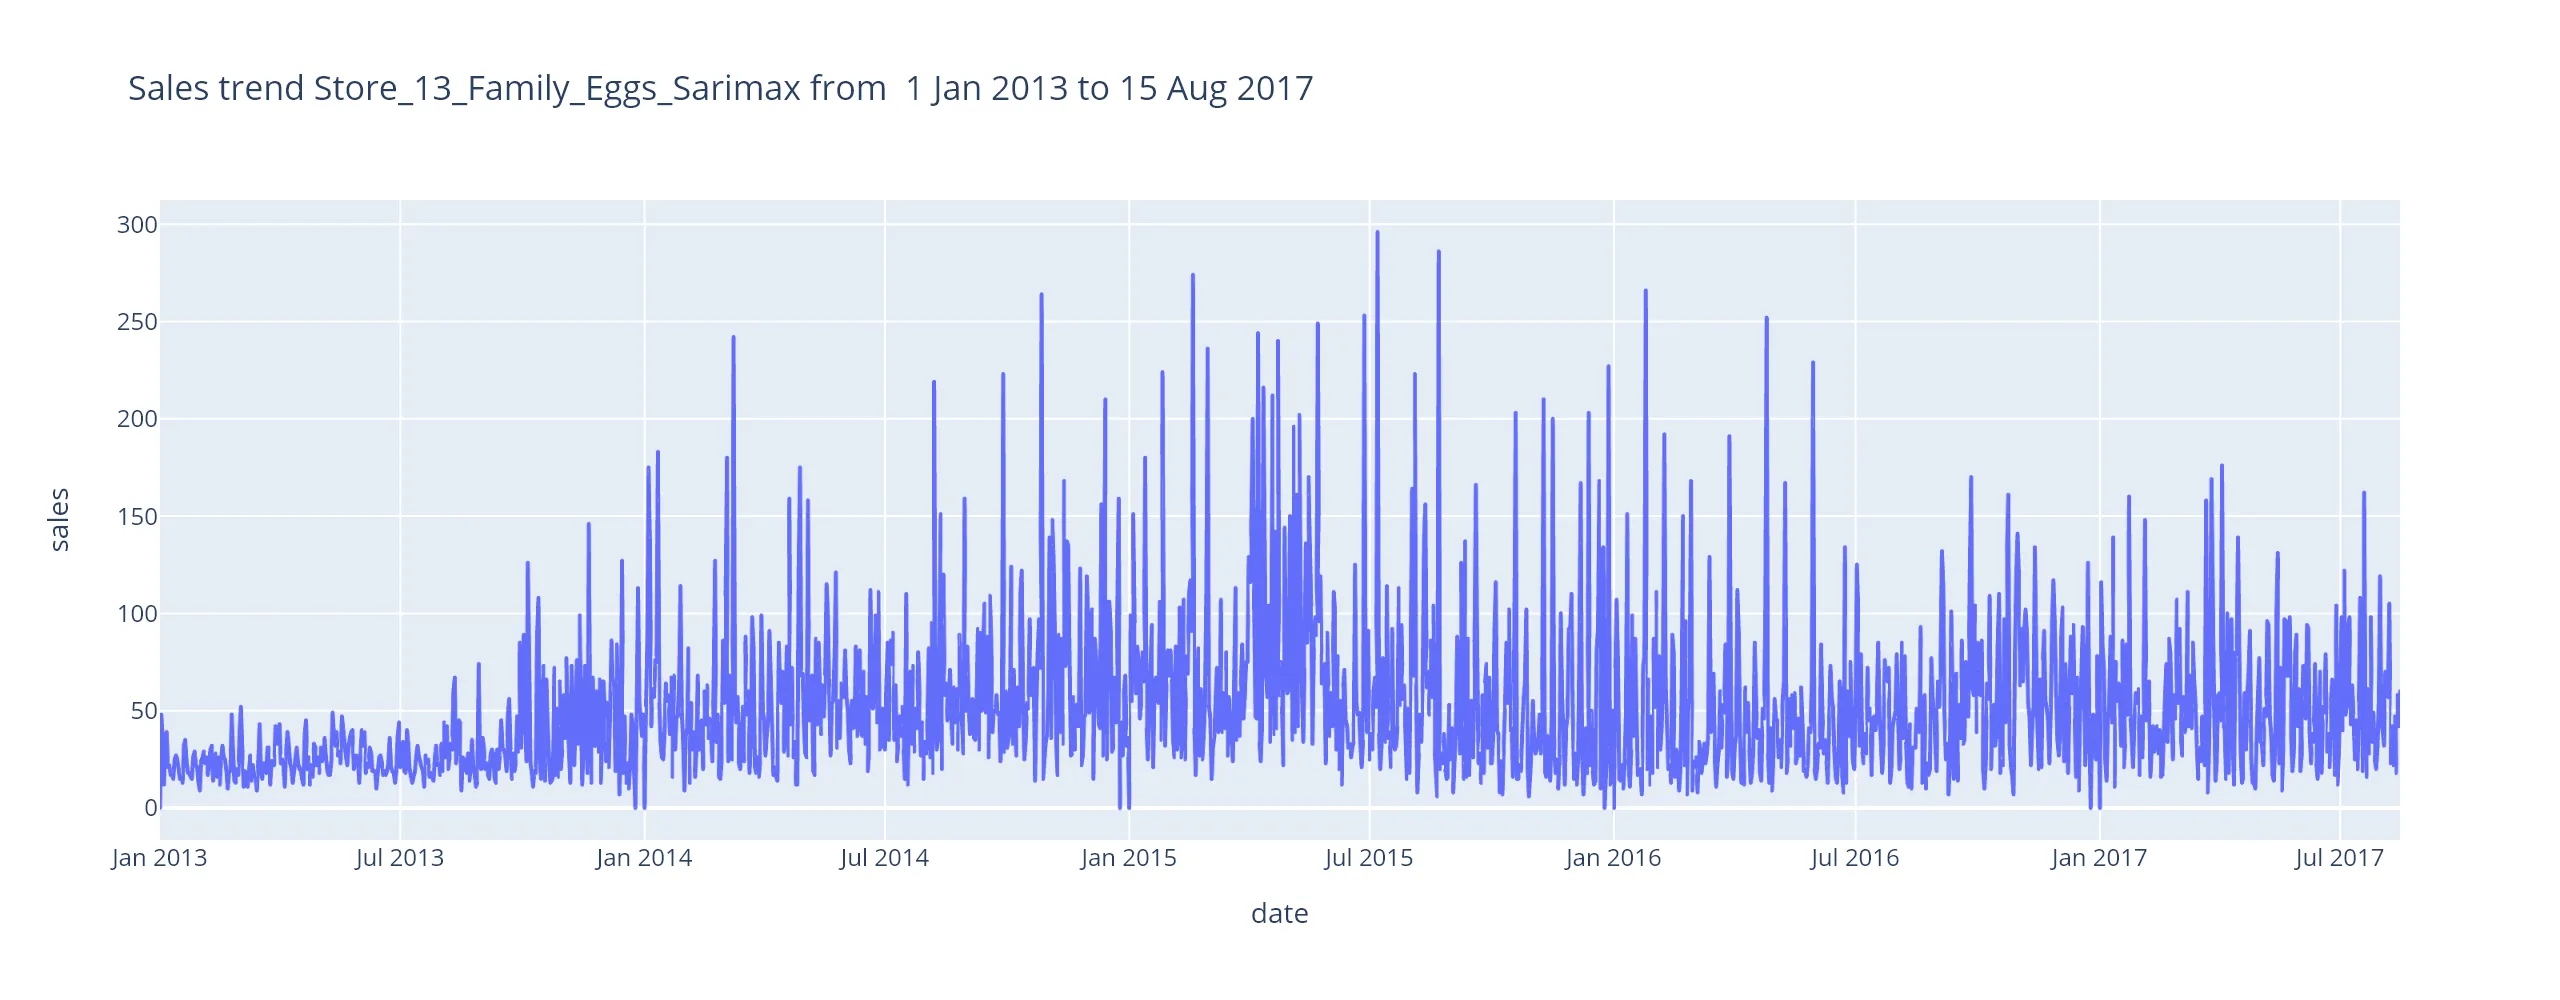 Sales trend Store_13_Family_Eggs_Sarimax from  1 Jan 2013 to 15 Aug 2017
300
250
200
150
100
50
0
sales
Jan 2013
Jul 2013
Jan 2014
Jul 2014
Jan 2015
Jul 2015
Jan 2016
Jul 2016
Jan 2017
Jul 2017
date